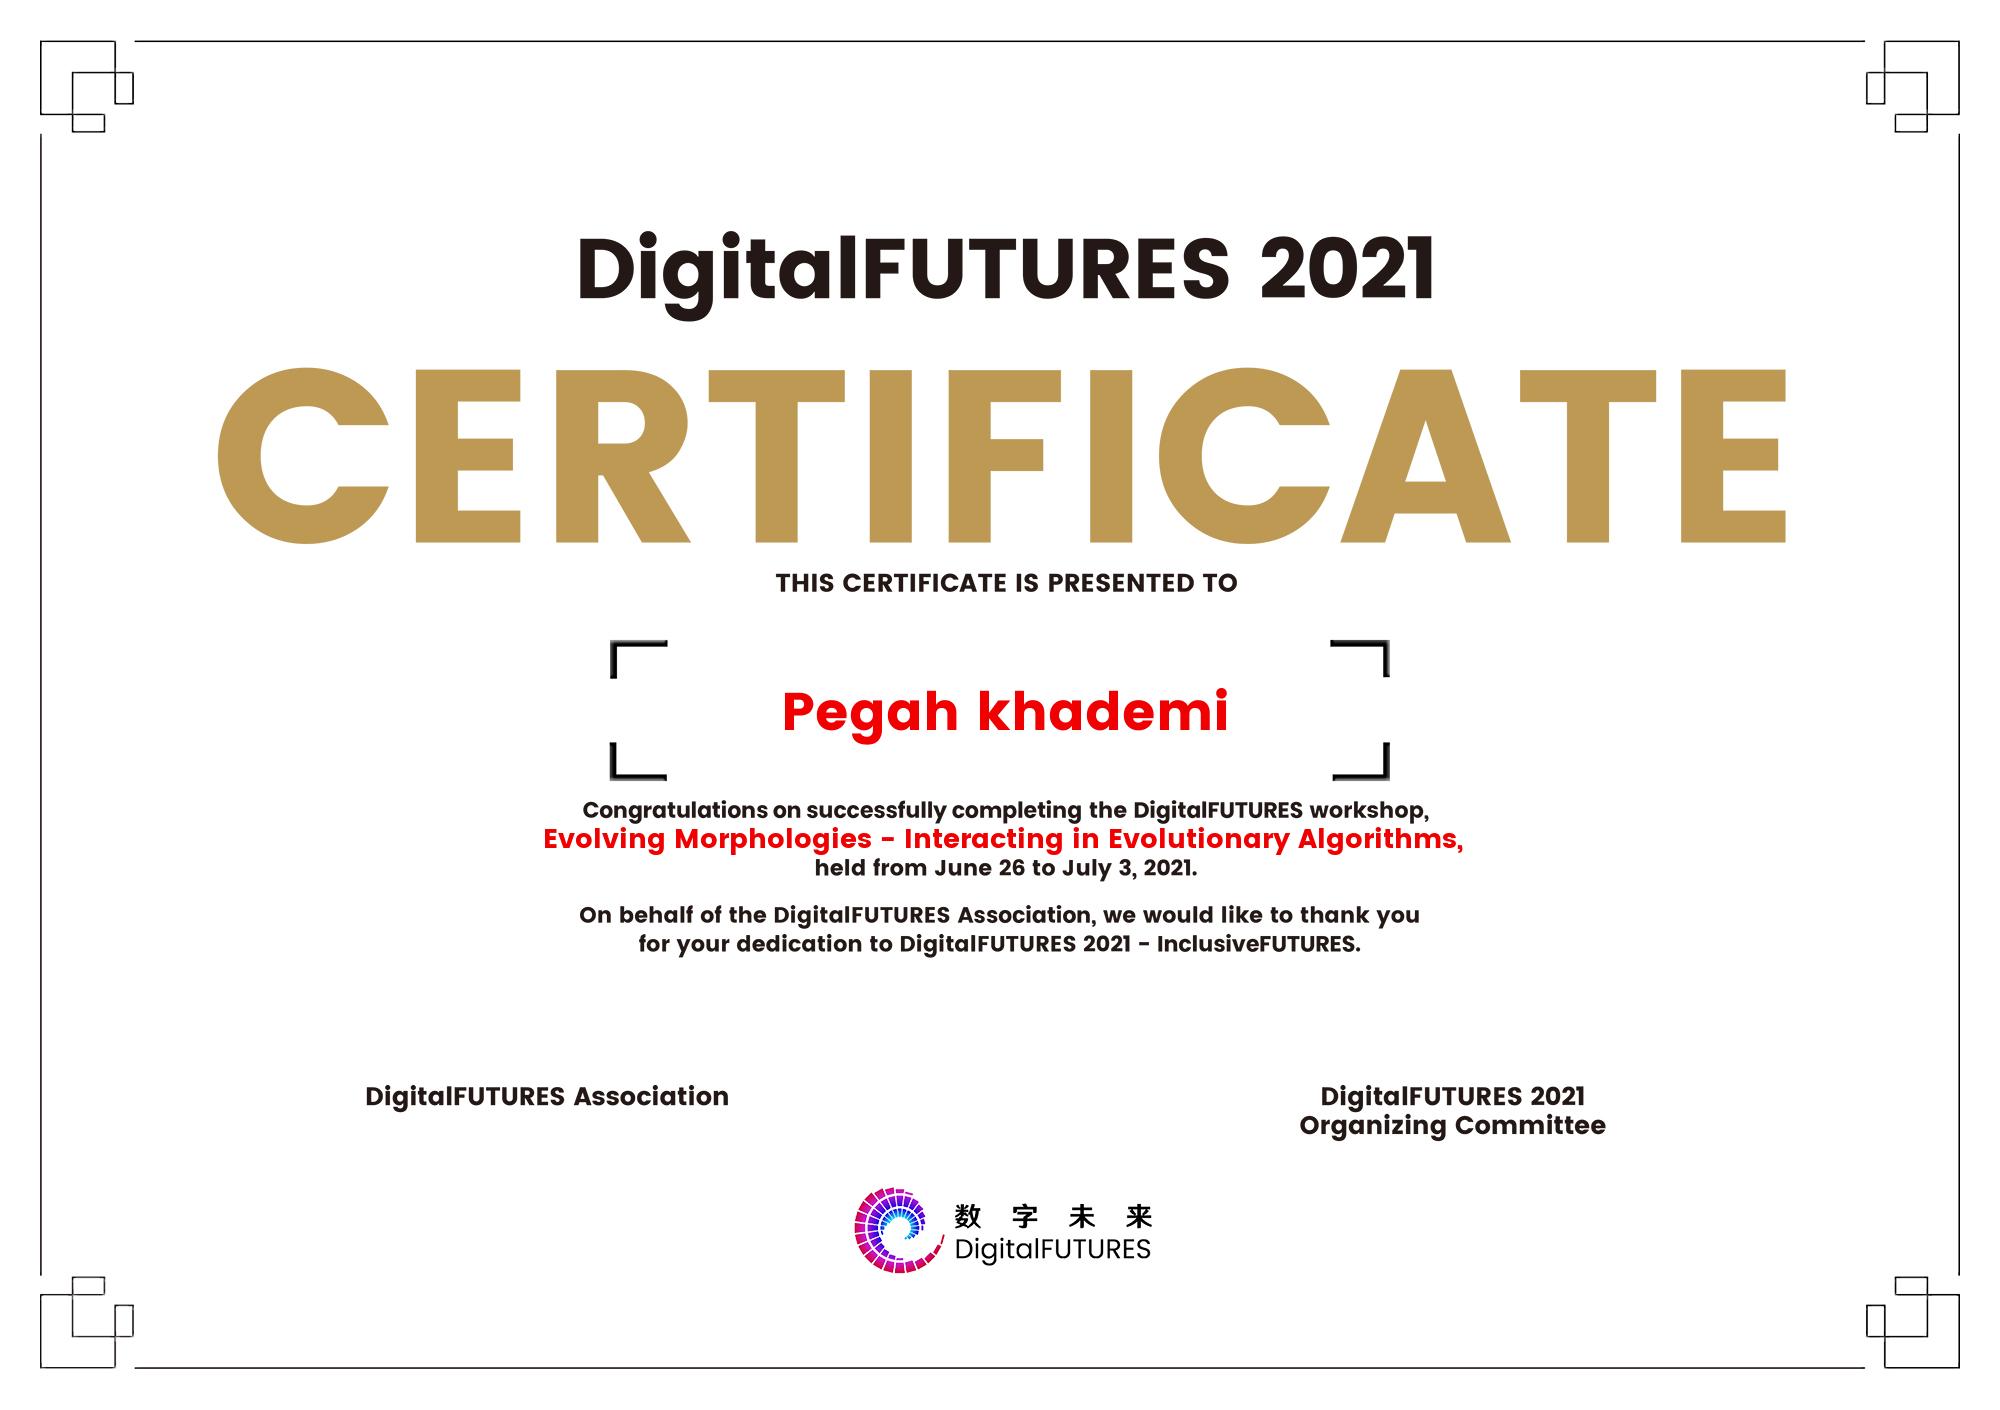 DigitalFUTURES 2021
CERTIFICATE
THIS CERTIFICATE IS PRESENTED TO
Pegah khademi
Congratulations on successfully completing the DigitalFUTURES workshop,
Evolving Morphologies - Interacting in Evolutionary Algorithms,
held from June 26 to July 3, 2021.
On behalf of the DigitalFUTURES Association, we would like to thank you
for your dedication to DigitalFUTURES 2021 - InclusiveFUTURES.
DigitalFUTURES Association
DigitalFUTURES 2021
Organizing Committee
数 字 未 来
DigitalFUTURES